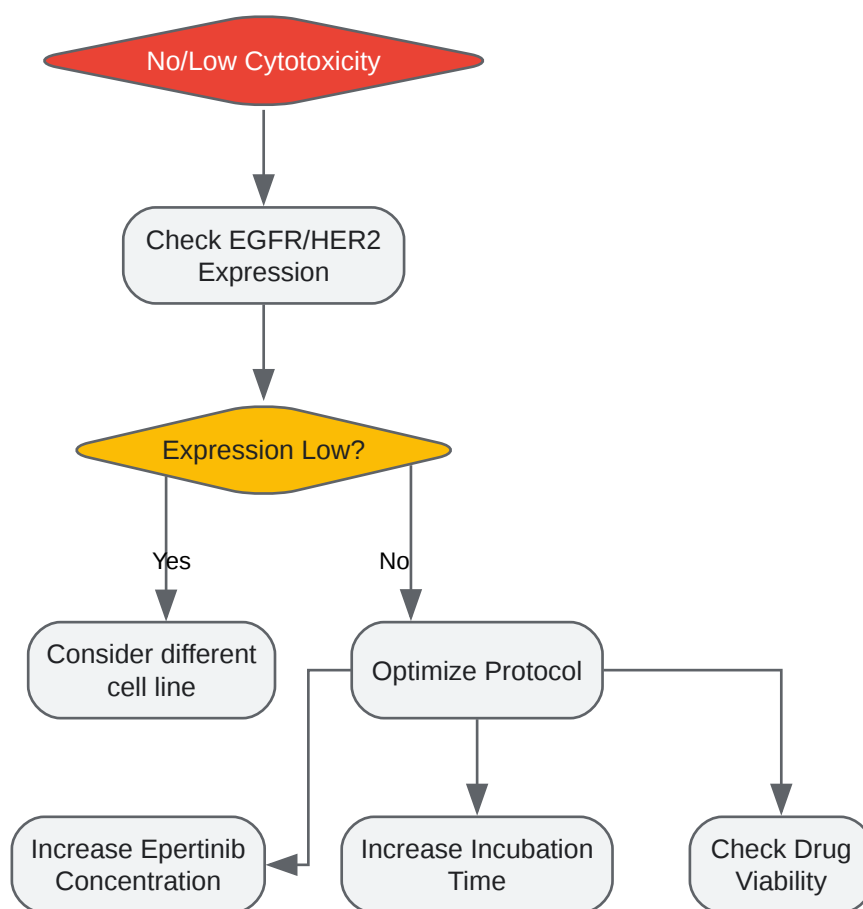 No/Low Cytotoxicity
Check EGFR/HER2
Expression
Expression Low?
Yes
No
Consider different
cell line
Optimize Protocol
Increase Epertinib
Concentration
Increase Incubation
Time
Check Drug
Viability